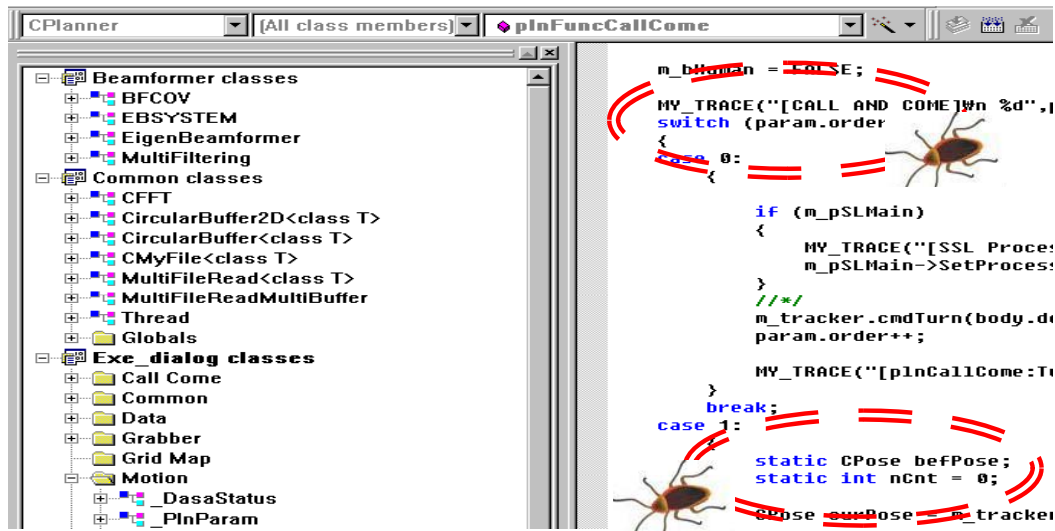 CPlanner
(All class members)
plnFuncCallCome
Beamformer classes
BFCOV
EBSYSTEM
EigenBeamformer
MultiFiltering
Common classes
CFFT
CircularBuffer2D<class T>
CircularBuffer<class T>
CMyFile<class T>
MultiFileRead<class T>
MultiFileReadMultiBuffer
Thread
Globals
Exe_dialog classes
Call Come
Common
Data
Grabber
Grid Map
Motion
_DasaStatus
_PlnParam
m_bHuman = FALSE;
MY_TRACE("[CALL AND COME]₩n %d",p
switch (param.order
{
case 0:
{
if (m_pSLMain)
{
MY_TRACE("[SSL Proces
m_pSLMain->SetProcess
}
//*/
m_tracker.cmdTurn(body.de
param.order++;
MY_TRACE("[plnCallCome:Tu
}
break;
case 1:
{
static CPose befPose;
static int nCnt = 0;
CPose curPose = m_tracker